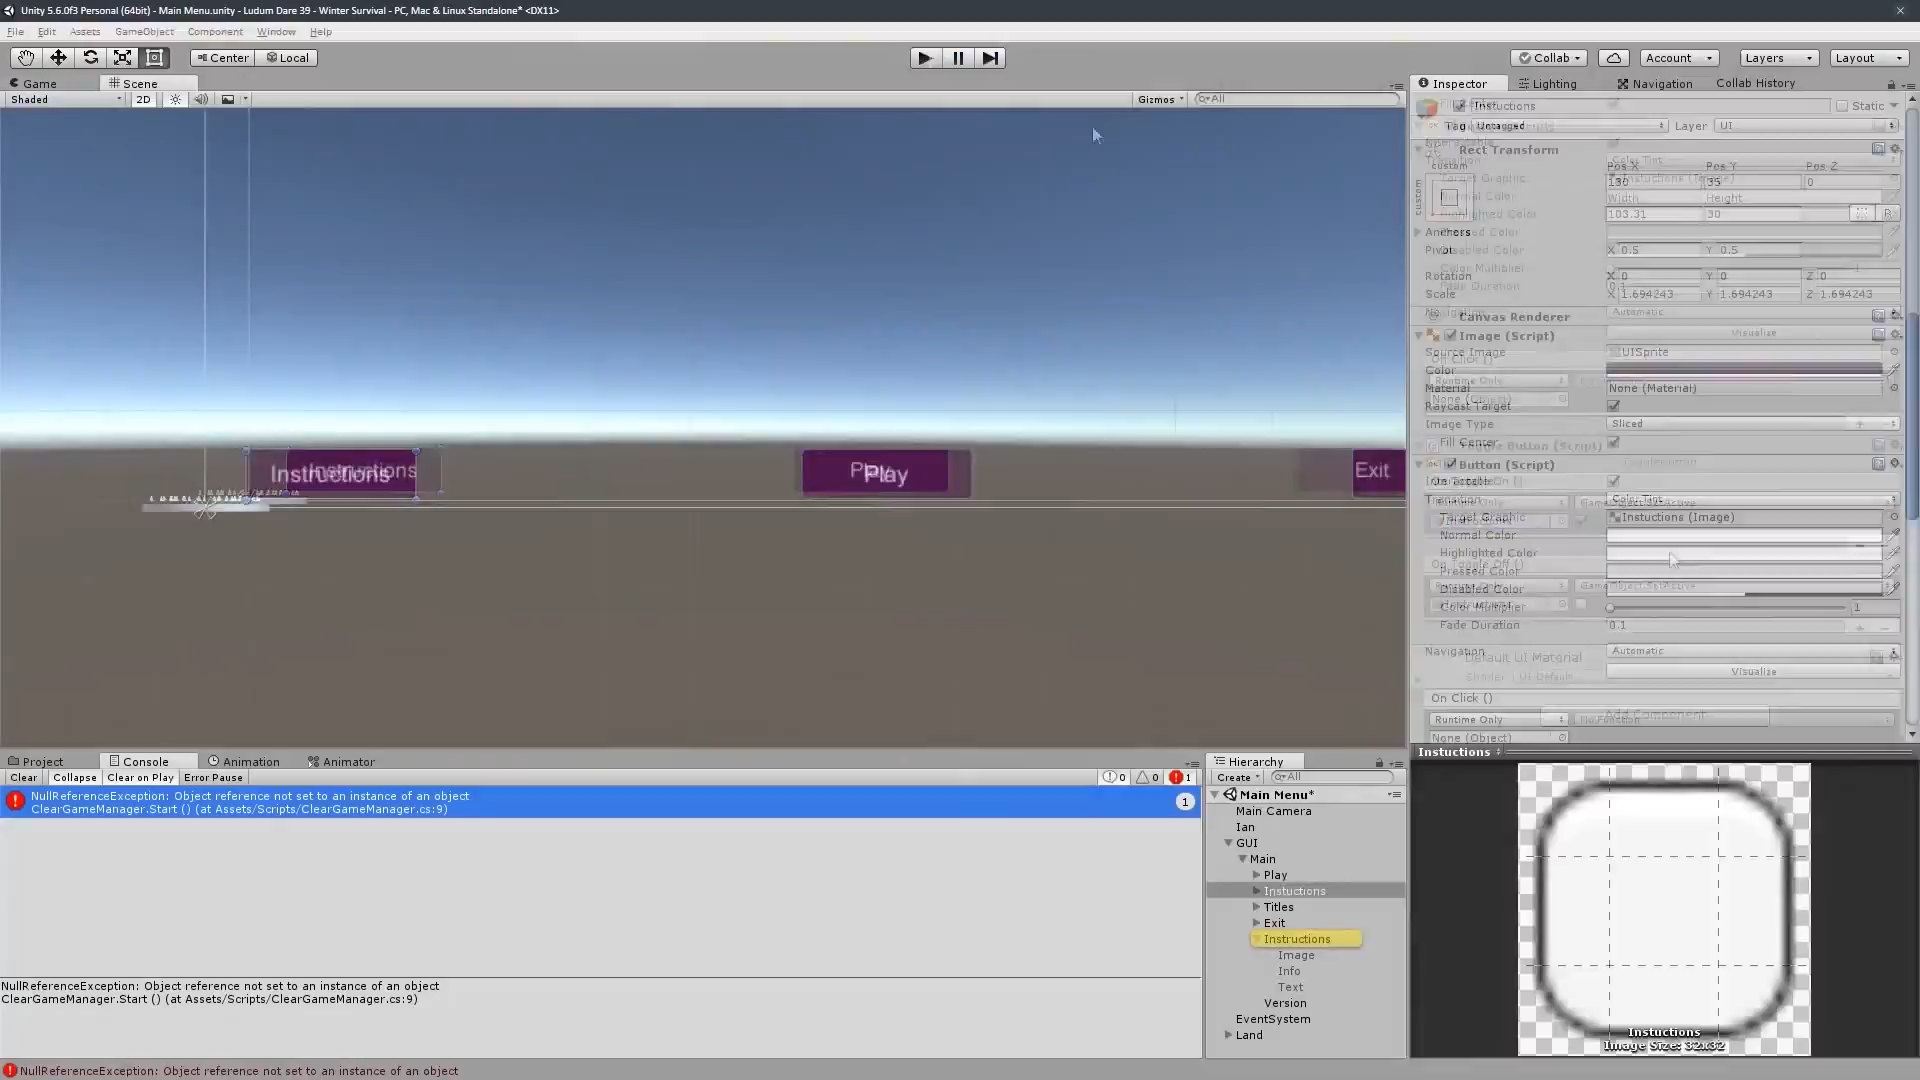 Unity 5.6.0f3 Personal (64bit) - Main Menu.unity - Ludum Dare 39 - Winter Survival - PC, Mac & Linux Standalone* <DX11>
File Edit Assets GameObject Component Window Help
Center Local Collab Account Layers Layout
Game Scene
Shaded 2D Gizmos All
Instructions Instructions
Play Play
Exit
Inspector Lighting Navigation Collab History
Instuctions Static
Tag Untagged Layer UI
Rect Transform
custom Pos X Pos Y Pos Z
custom 130 35 0
Width Height
103.31 30
Anchors
Pivot X 0.5 Y 0.5
Rotation X 0 Y 0 Z 0
Scale X 1.694243 Y 1.694243 Z 1.694243
Canvas Renderer
Image (Script)
Source Image UISprite
Color
Material None (Material)
Raycast Target
Image Type Sliced
Fill Center
Button (Script)
Transition Color Tint
Target Graphic Instuctions (Image)
Normal Color
Highlighted Color
Pressed Color
Disabled Color
Color Multiplier 1
Fade Duration 0.1
Navigation Automatic
Default UI Material
Visualize
On Click ()
Runtime Only No Function
None (Object)
Instuctions
Instuctions
Image Size: 32x32
Project Console Animation Animator
Clear Collapse Clear on Play Error Pause 0 0 1
NullReferenceException: Object reference not set to an instance of an object
ClearGameManager.Start () (at Assets/Scripts/ClearGameManager.cs:9)
1
NullReferenceException: Object reference not set to an instance of an object
ClearGameManager.Start () (at Assets/Scripts/ClearGameManager.cs:9)
NullReferenceException: Object reference not set to an instance of an object
Hierarchy
Create All
Main Menu*
Main Camera
Ian
GUI
Main
Play
Instuctions
Titles
Exit
Instructions
Image
Info
Text
Version
EventSystem
Land